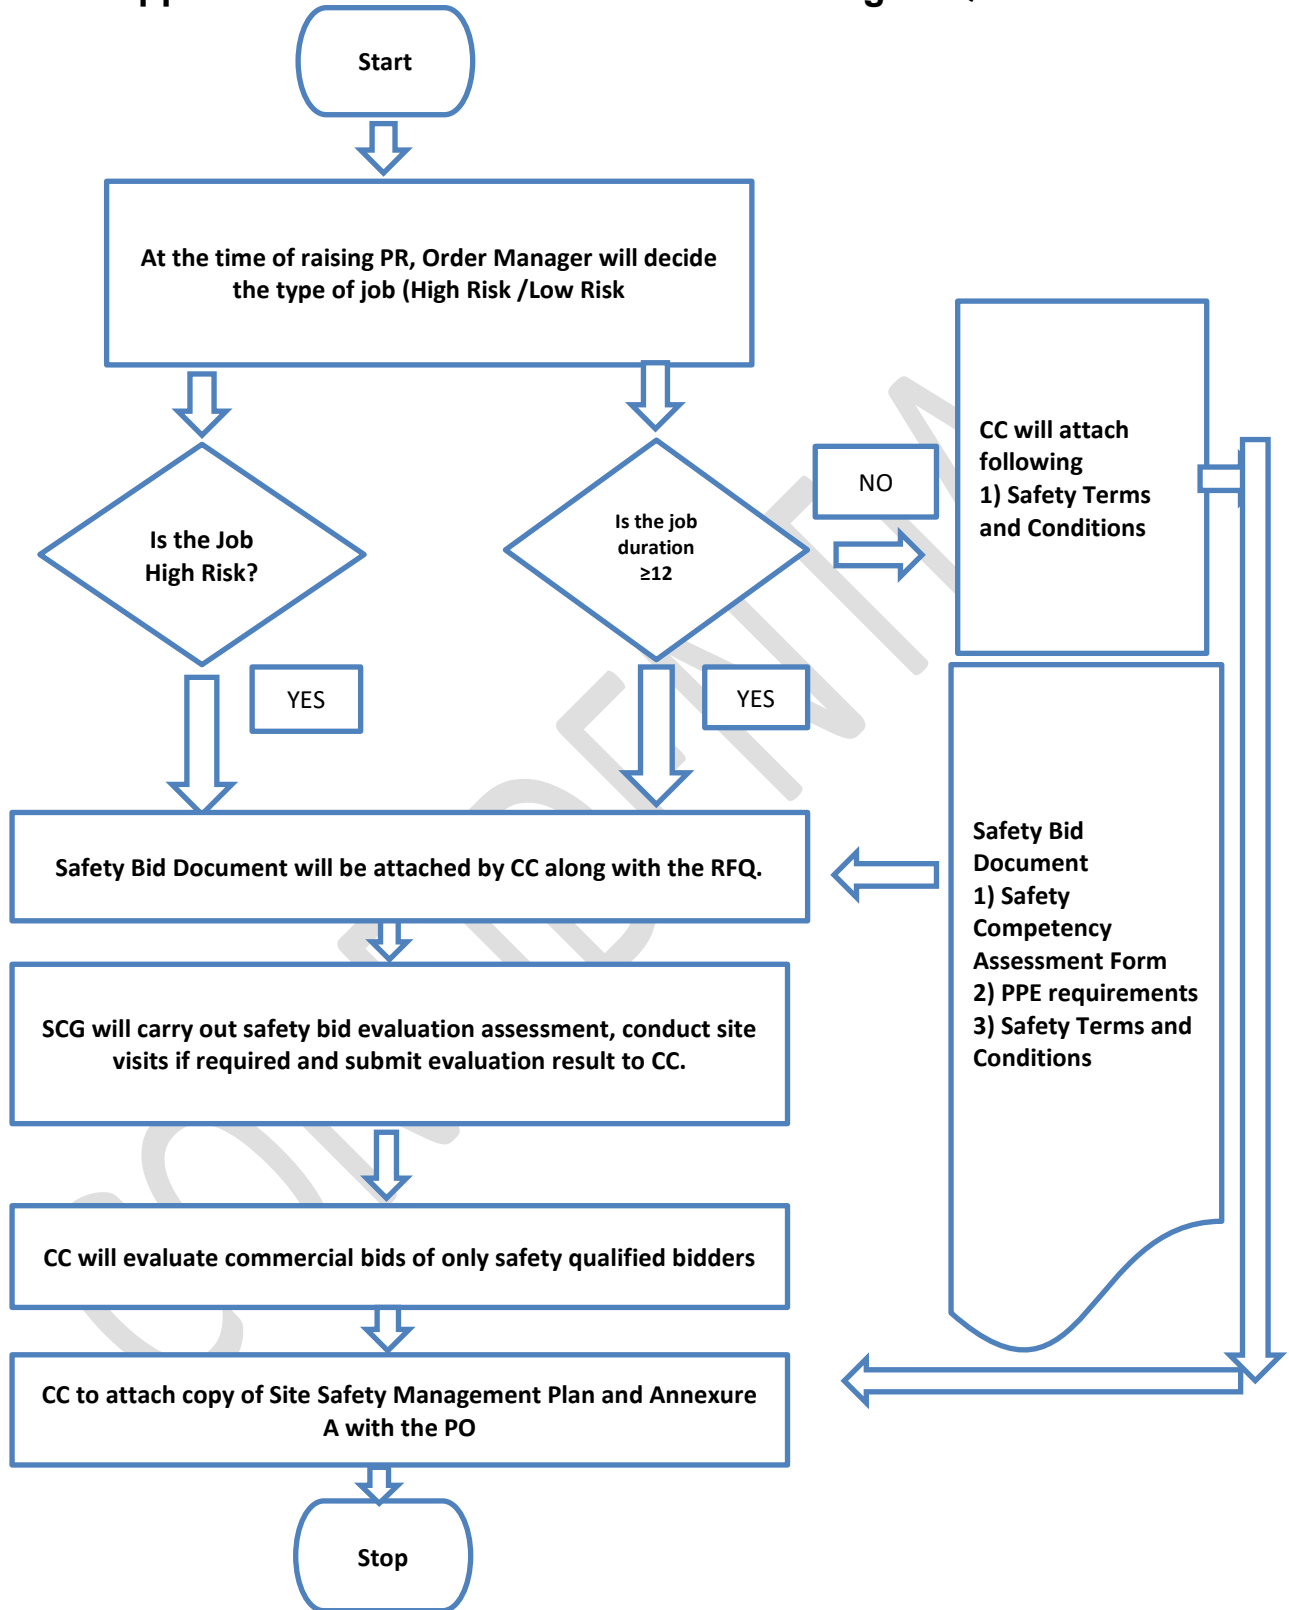 Start
At the time of raising PR, Order Manager will decide
the type of job (High Risk /Low Risk
CC will attach
following
1) Safety Terms
and Conditions
NO
Is the Job
High Risk?
Is the job
duration
≥12
YES
YES
Safety Bid Document will be attached by CC along with the RFQ.
Safety Bid
Document
1) Safety
Competency
Assessment Form
2) PPE requirements
3) Safety Terms and
Conditions
SCG will carry out safety bid evaluation assessment, conduct site
visits if required and submit evaluation result to CC.
CC will evaluate commercial bids of only safety qualified bidders
CC to attach copy of Site Safety Management Plan and Annexure
A with the PO
Stop